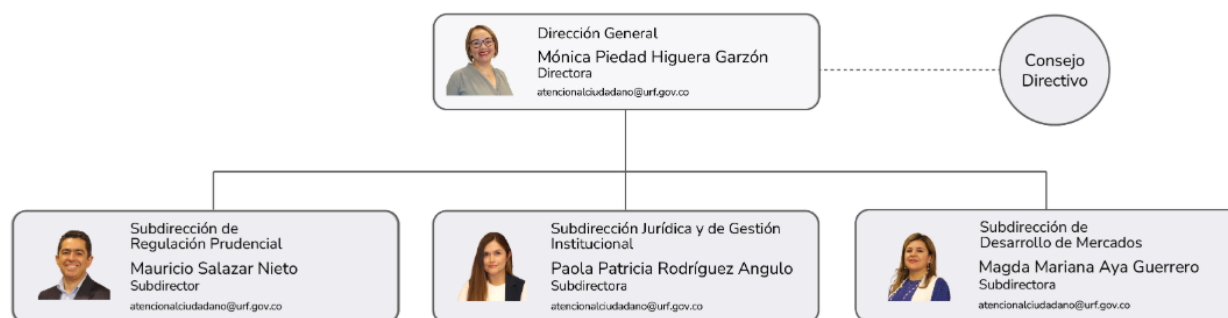 Dirección General
Mónica Piedad Higuera Garzón
Directora
atencionalciudadano@urf.gov.co
Consejo
Directivo
Subdirección de
Regulación Prudencial
Mauricio Salazar Nieto
Subdirector
atencionalciudadano@urf.gov.co
Subdirección Jurídica y de Gestión
Institucional
Paola Patricia Rodríguez Angulo
Subdirectora
atencionalciudadano@urf.gov.co
Subdirección de
Desarrollo de Mercados
Magda Mariana Aya Guerrero
Subdirectora
atencionalciudadano@urf.gov.co